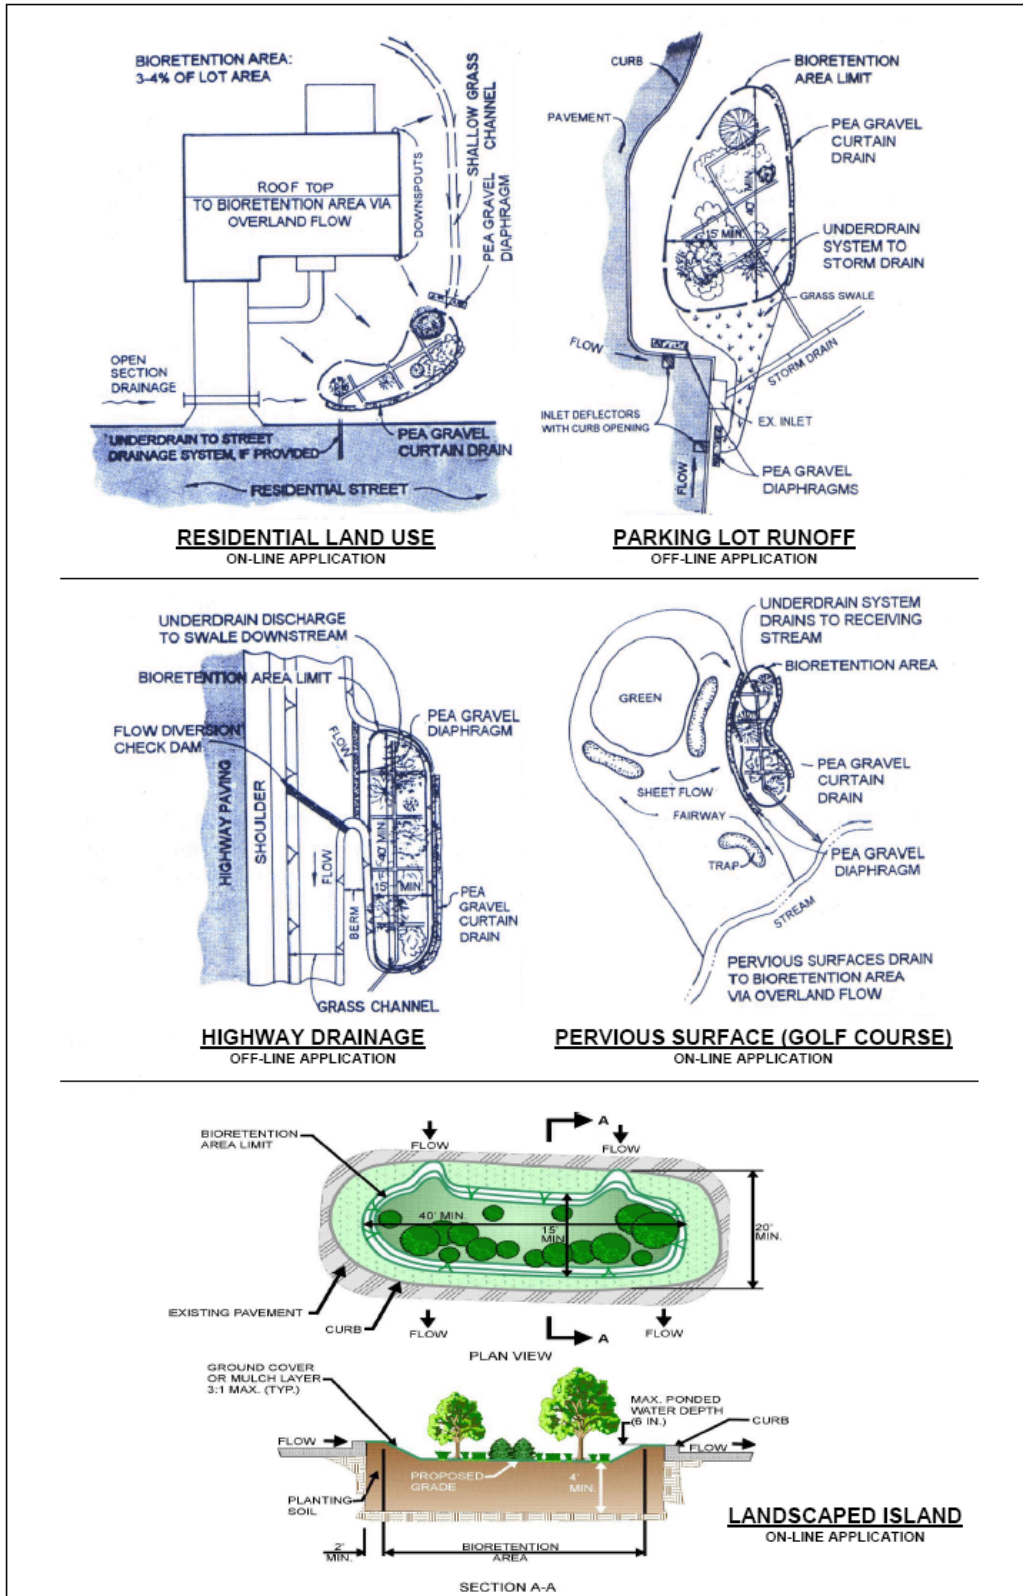 BIORETENTION AREA:
3-4% OF LOT AREA
ROOF TOP
TO BIORETENTION AREA VIA
OVERLAND FLOW
DOWNSPOUTS
SHALLOW GRASS
CHANNEL
PEA GRAVEL
DIAPHRAGM
OPEN
SECTION
DRAINAGE
UNDERDRAIN TO STREET
DRAINAGE SYSTEM, IF PROVIDED
PEA GRAVEL
CURTAIN DRAIN
RESIDENTIAL STREET
RESIDENTIAL LAND USE
ON-LINE APPLICATION
CURB
PAVEMENT
BIORETENTION
AREA LIMIT
PEA GRAVEL
CURTAIN
DRAIN
40' MIN.
15' MIN.
UNDERDRAIN
SYSTEM TO
STORM DRAIN
GRASS SWALE
FLOW
STORM DRAIN
INLET DEFLECTORS
WITH CURB OPENING
EX. INLET
FLOW
PEA GRAVEL
DIAPHRAGMS
PARKING LOT RUNOFF
OFF-LINE APPLICATION
UNDERDRAIN DISCHARGE
TO SWALE DOWNSTREAM
BIORETENTION AREA LIMIT
FLOW DIVERSION
CHECK DAM
PEA GRAVEL
DIAPHRAGM
FLOW
HIGHWAY PAVING
SHOULDER
FLOW
BERM
40' MIN.
15' MIN.
PEA
GRAVEL
CURTAIN
DRAIN
GRASS CHANNEL
HIGHWAY DRAINAGE
OFF-LINE APPLICATION
UNDERDRAIN SYSTEM
DRAINS TO RECEIVING
STREAM
BIORETENTION AREA
GREEN
PEA GRAVEL
CURTAIN
DRAIN
SHEET FLOW
FAIRWAY
TRAP
PEA GRAVEL
DIAPHRAGM
STREAM
PERVIOUS SURFACES DRAIN
TO BIORETENTION AREA
VIA OVERLAND FLOW
PERVIOUS SURFACE (GOLF COURSE)
ON-LINE APPLICATION
BIORETENTION
AREA LIMIT
FLOW
A
FLOW
40' MIN.
15'
MIN.
20'
MIN.
EXISTING PAVEMENT
CURB
FLOW
A
FLOW
PLAN VIEW
GROUND COVER
OR MULCH LAYER
3:1 MAX. (TYP.)
MAX. PONDED
WATER DEPTH
(6 IN.)
CURB
FLOW
FLOW
PROPOSED
GRADE
4'
MIN.
PLANTING
SOIL
2'
MIN.
BIORETENTION
AREA
SECTION A-A
LANDSCAPED ISLAND
ON-LINE APPLICATION